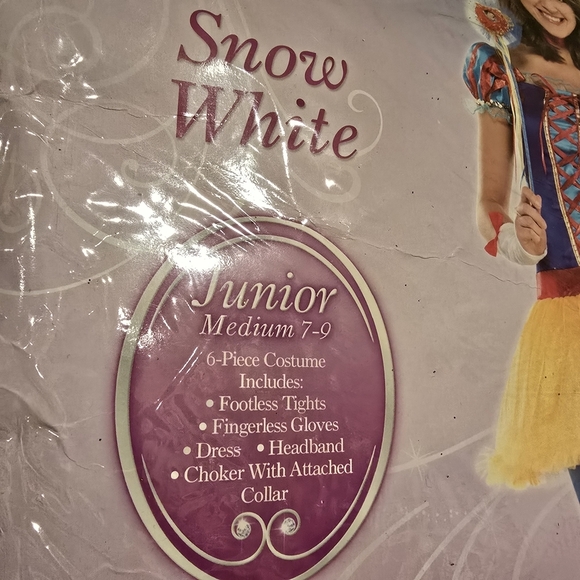 Snow
White
Junior
Medium 7-9
6-Piece Costume
Includes:
• Footless Tights
• Fingerless Gloves
• Dress • Headband
• Choker With Attached
Collar